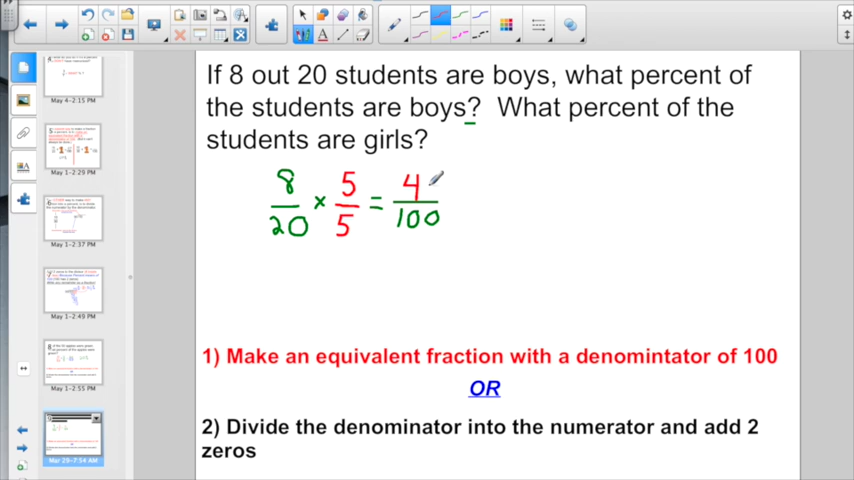 If 8 out 20 students are boys, what percent of
the students are boys? What percent of the
students are girls?
8/20 × 5/5 = 4/100
1) Make an equivalent fraction with a denomintator of 100
OR
2) Divide the denominator into the numerator and add 2
zeros
May 4-2:15 PM
May 1-2:29 PM
May 1-2:37 PM
May 1-2:49 PM
May 1-2:55 PM
Mar 29-7:54 AM